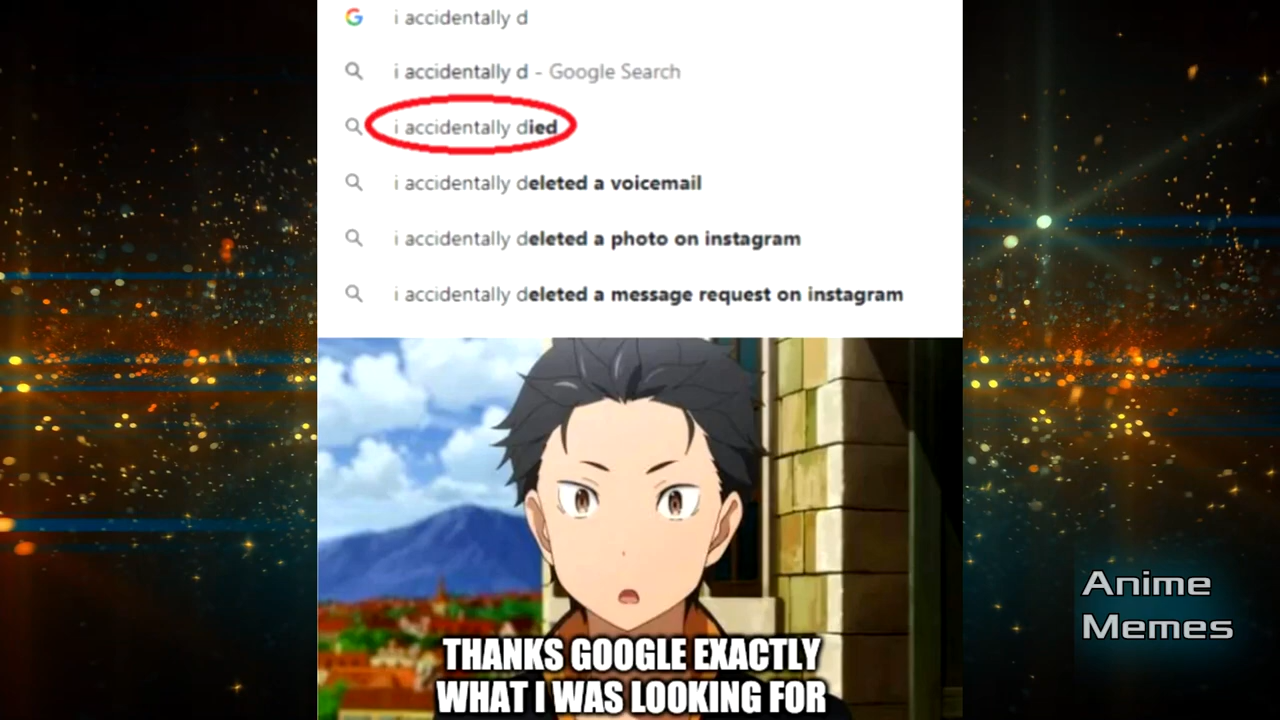 i accidentally d
i accidentally d - Google Search
i accidentally died
i accidentally deleted a voicemail
i accidentally deleted a photo on instagram
i accidentally deleted a message request on instagram
THANKS GOOGLE EXACTLY
WHAT I WAS LOOKING FOR
Anime
Memes